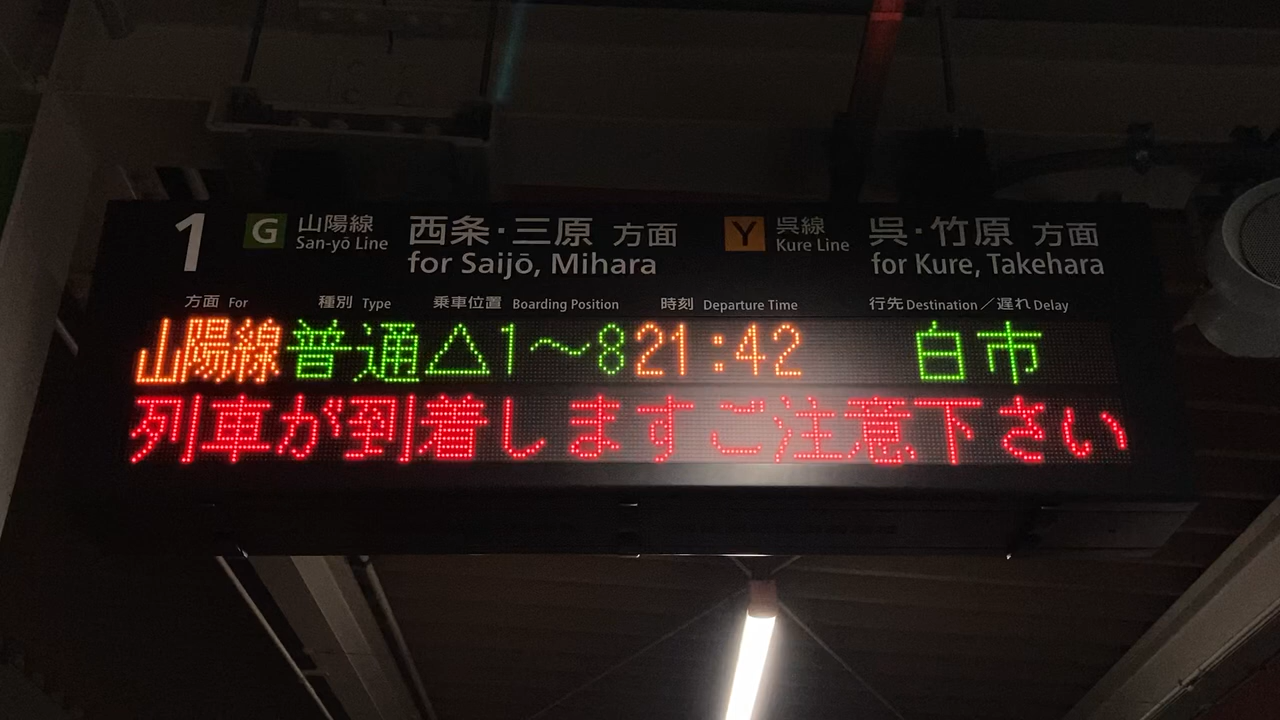 1 G 山陽線 San-yō Line 西条・三原 方面 for Saijō, Mihara Y 呉線 Kure Line 呉・竹原 方面 for Kure, Takehara
方面 For 種別 Type 乗車位置 Boarding Position 時刻 Departure Time 行先 Destination／遅れ Delay
山陽線 普通 △1～8 21:42 白市
列車が到着しますご注意下さい